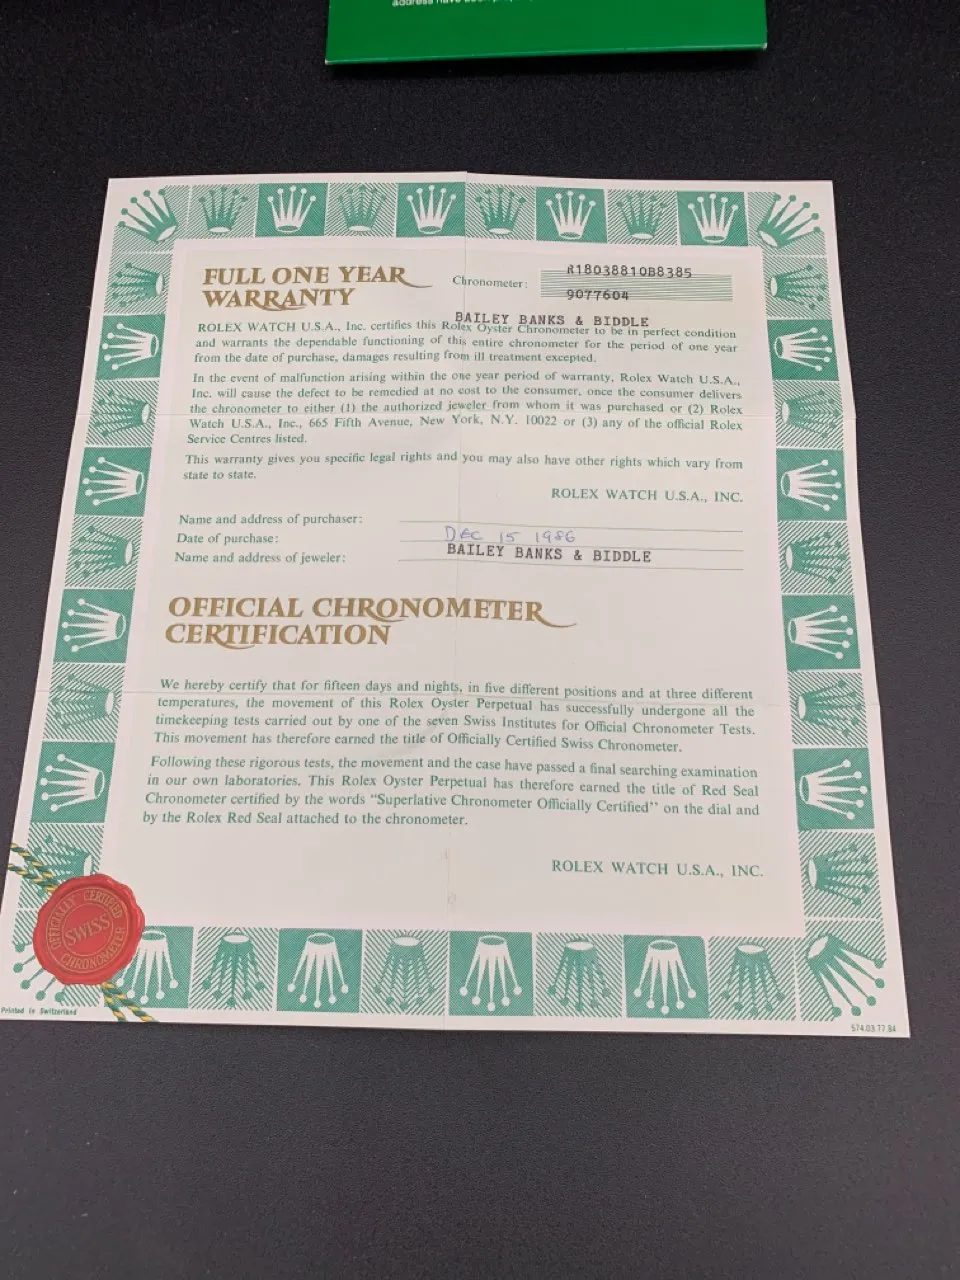 address have been
FULL ONE YEAR
WARRANTY
Chronometer:
R18038810B8385
9077604
BAILEY BANKS & BIDDLE
ROLEX WATCH U.S.A., Inc. certifies this Rolex Oyster Chronometer to be in perfect condition
and warrants the dependable functioning of this entire chronometer for the period of one year
from the date of purchase, damages resulting from ill treatment excepted.
In the event of malfunction arising within the one year period of warranty, Rolex Watch U.S.A.,
Inc. will cause the defect to be remedied at no cost to the consumer, once the consumer delivers
the chronometer to either (1) the authorized jeweler from whom it was purchased or (2) Rolex
Watch U.S.A., Inc., 665 Fifth Avenue, New York, N.Y. 10022 or (3) any of the official Rolex
Service Centres listed.
This warranty gives you specific legal rights and you may also have other rights which vary from
state to state.
ROLEX WATCH U.S.A., INC.
Name and address of purchaser:
Date of purchase: DEC 15 1986
Name and address of jeweler: BAILEY BANKS & BIDDLE
OFFICIAL CHRONOMETER
CERTIFICATION
We hereby certify that for fifteen days and nights, in five different positions and at three different
temperatures, the movement of this Rolex Oyster Perpetual has successfully undergone all the
timekeeping tests carried out by one of the seven Swiss Institutes for Official Chronometer Tests.
This movement has therefore earned the title of Officially Certified Swiss Chronometer.
Following these rigorous tests, the movement and the case have passed a final searching examination
in our own laboratories. This Rolex Oyster Perpetual has therefore earned the title of Red Seal
Chronometer certified by the words "Superlative Chronometer Officially Certified" on the dial and
by the Rolex Red Seal attached to the chronometer.
ROLEX WATCH U.S.A., INC.
OFFICIALLY CERTIFIED
SWISS
CHRONOMETER
Printed in Switzerland
574.03.77.84